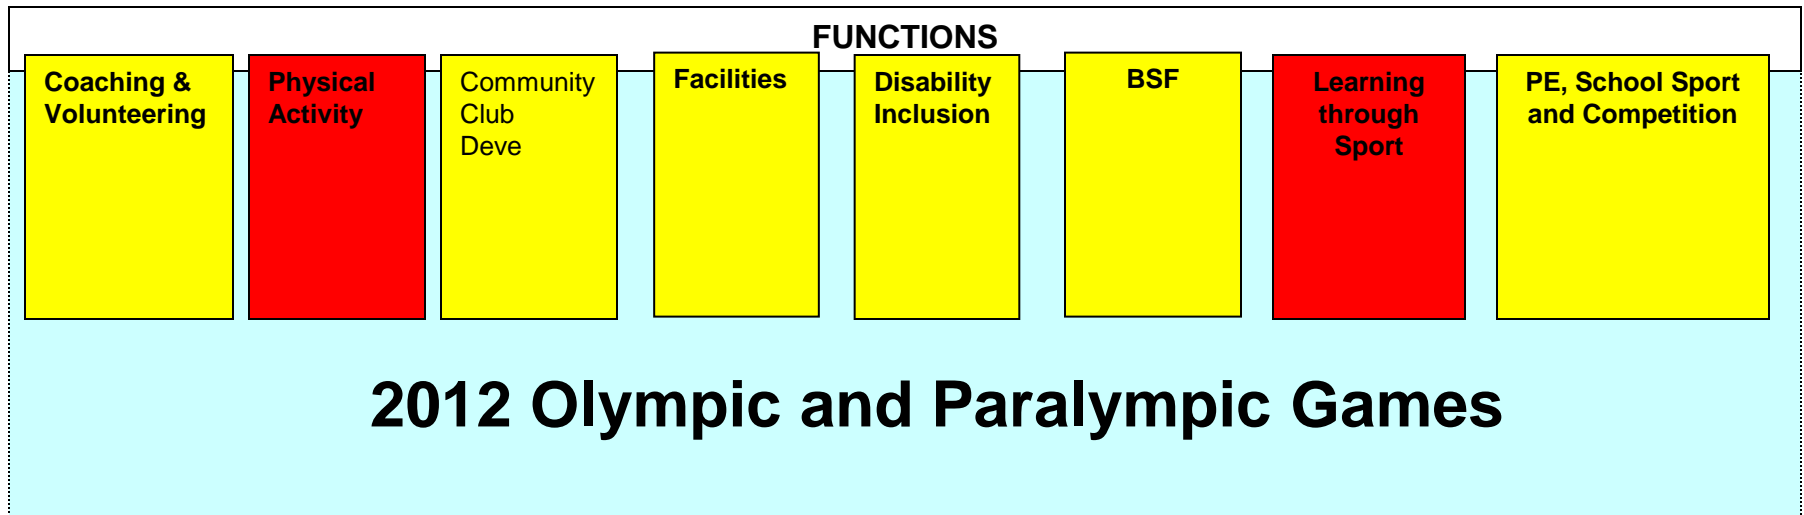 FUNCTIONS
Coaching &
Volunteering
Physical
Activity
Community
Club
Deve
Facilities
Disability
Inclusion
BSF
Learning
through
Sport
PE, School Sport
and Competition
2012 Olympic and Paralympic Games